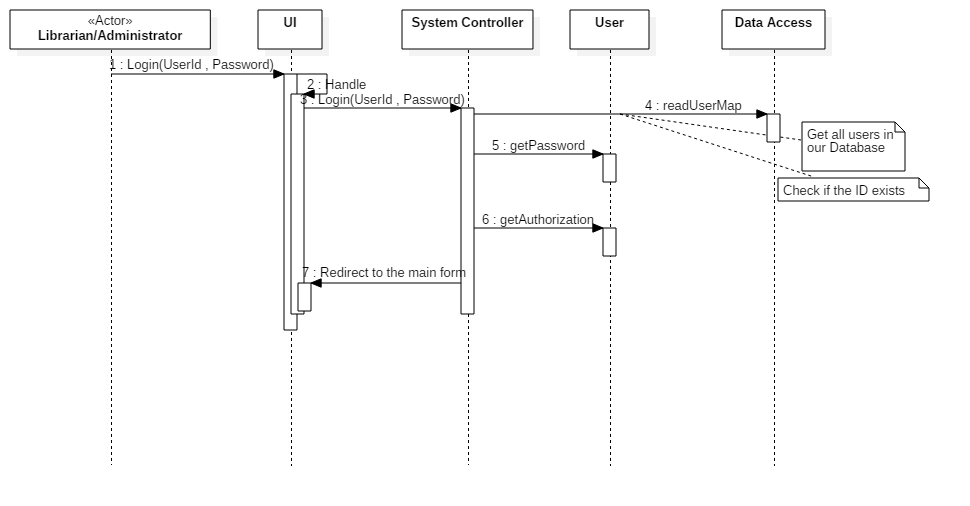 «Actor»
Librarian/Administrator
UI
System Controller
User
Data Access
1 : Login(UserId , Password)
2 : Handle
3 : Login(UserId , Password)
4 : readUserMap
Get all users in
our Database
5 : getPassword
Check if the ID exists
6 : getAuthorization
7 : Redirect to the main form